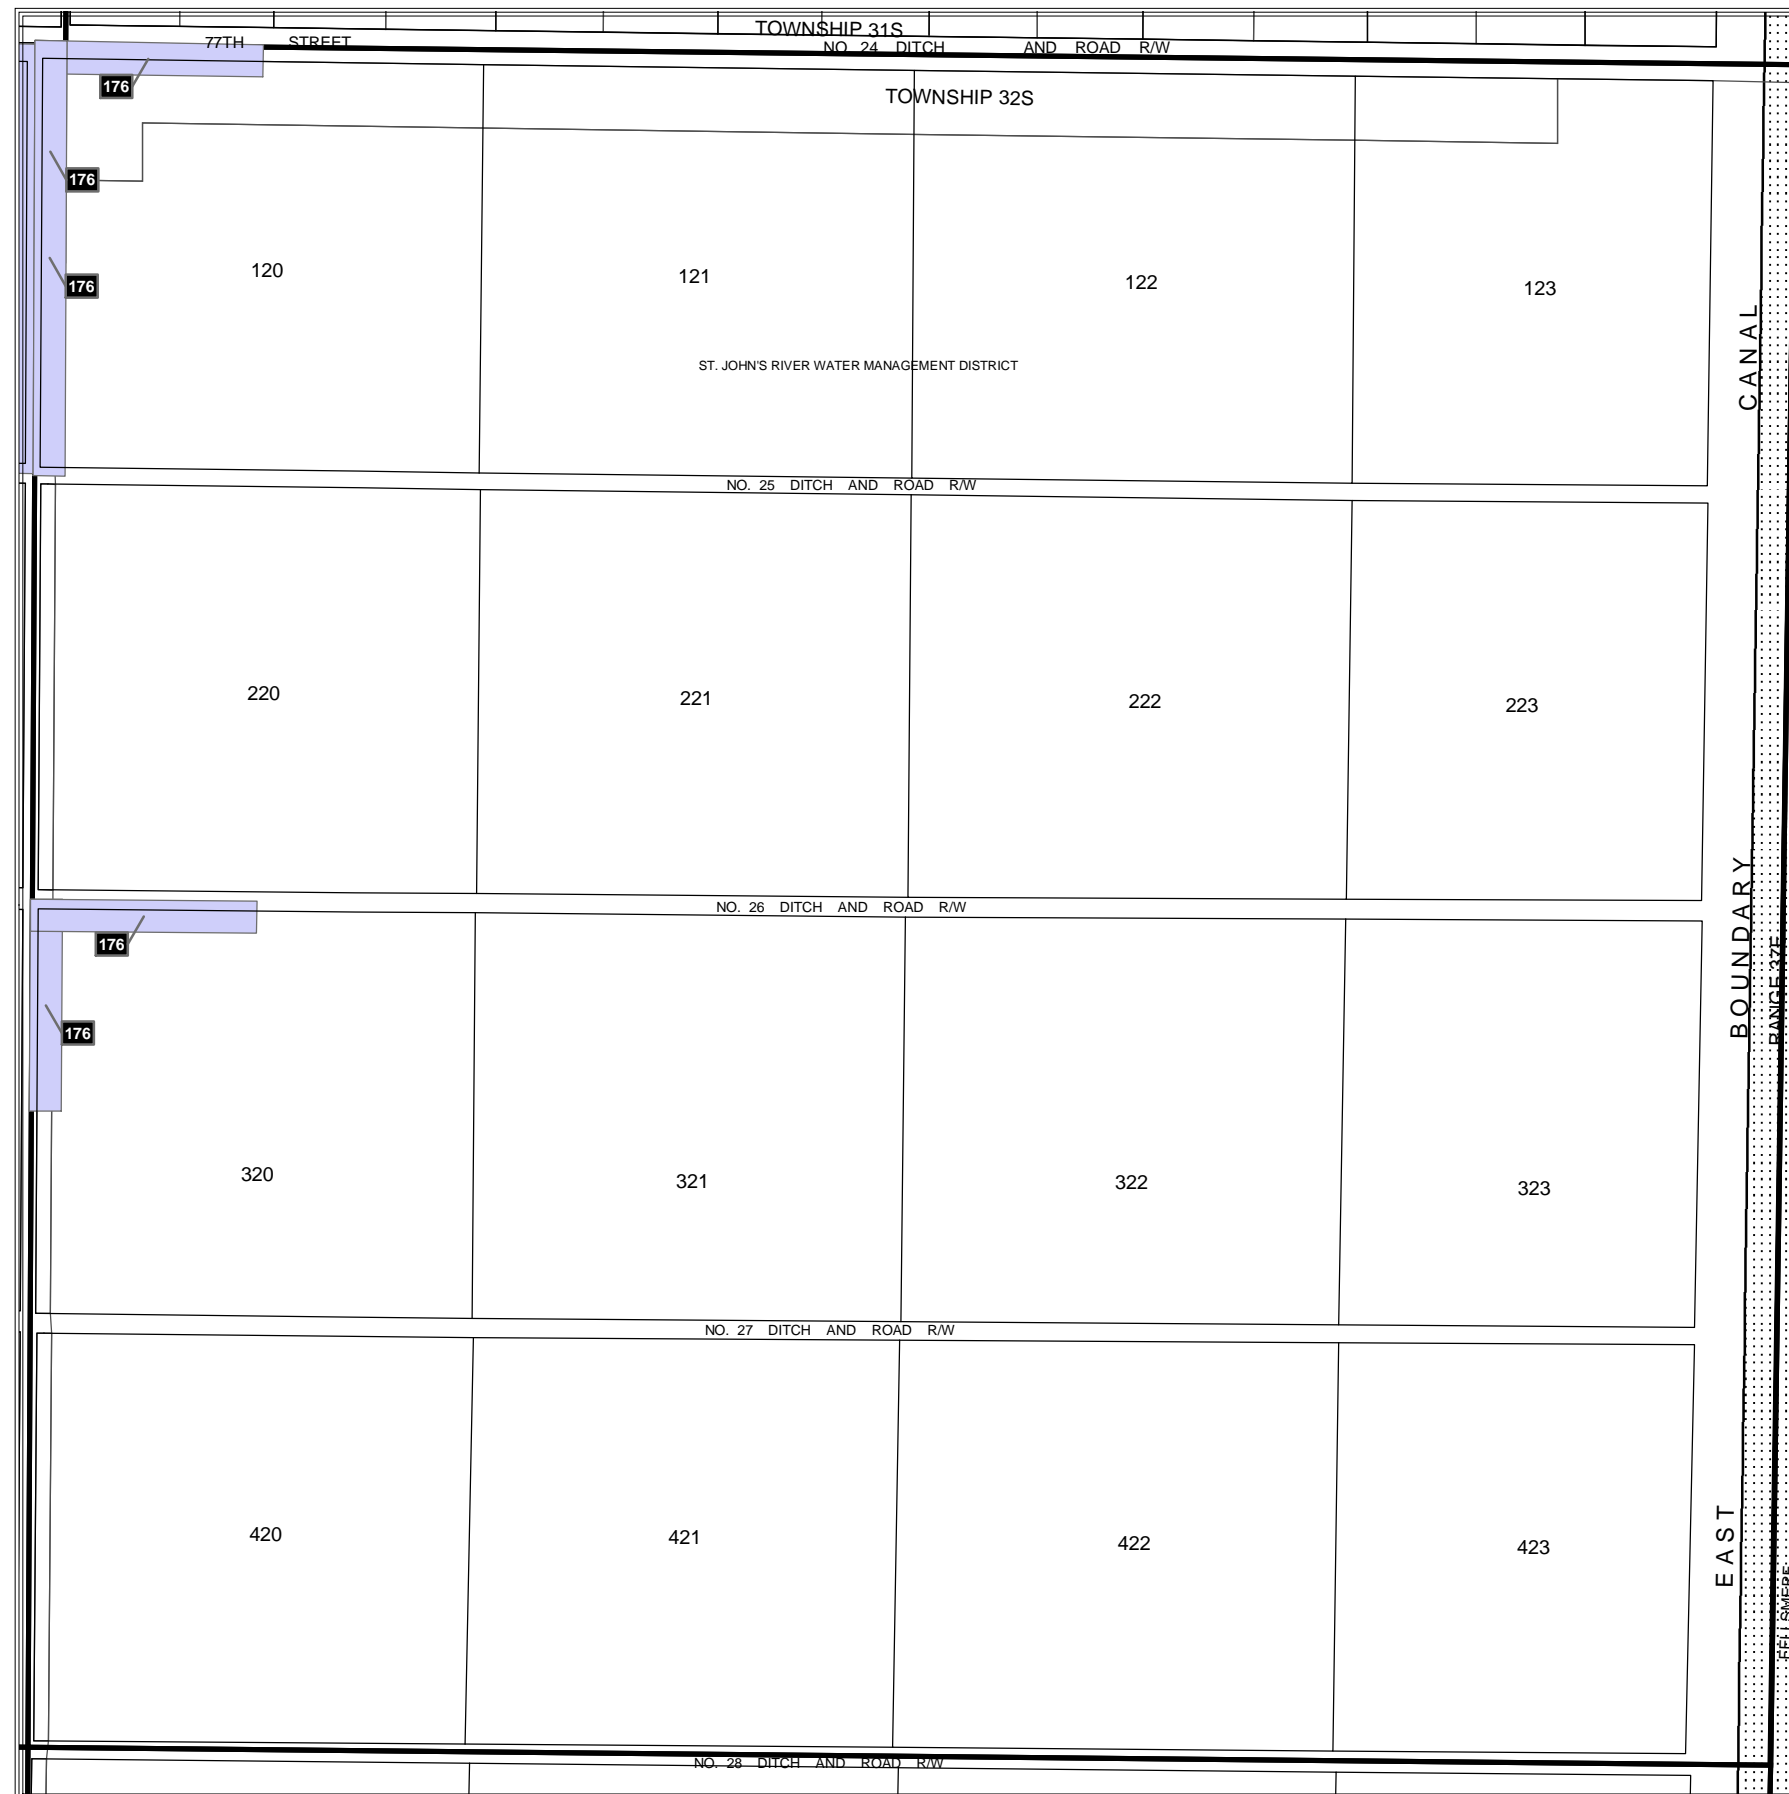 TOWNSHIP 31S
77TH STREET
NO. 24 DITCH AND ROAD R/W
176
TOWNSHIP 32S
176
176
120
121
122
123
CANAL
ST. JOHN'S RIVER WATER MANAGEMENT DISTRICT
NO. 25 DITCH AND ROAD R/W
220
221
222
223
BOUNDARY
RANGE 37E
NO. 26 DITCH AND ROAD R/W
176
176
320
321
322
323
NO. 27 DITCH AND ROAD R/W
420
421
422
423
EAST
FELLSMERE
NO. 28 DITCH AND ROAD R/W